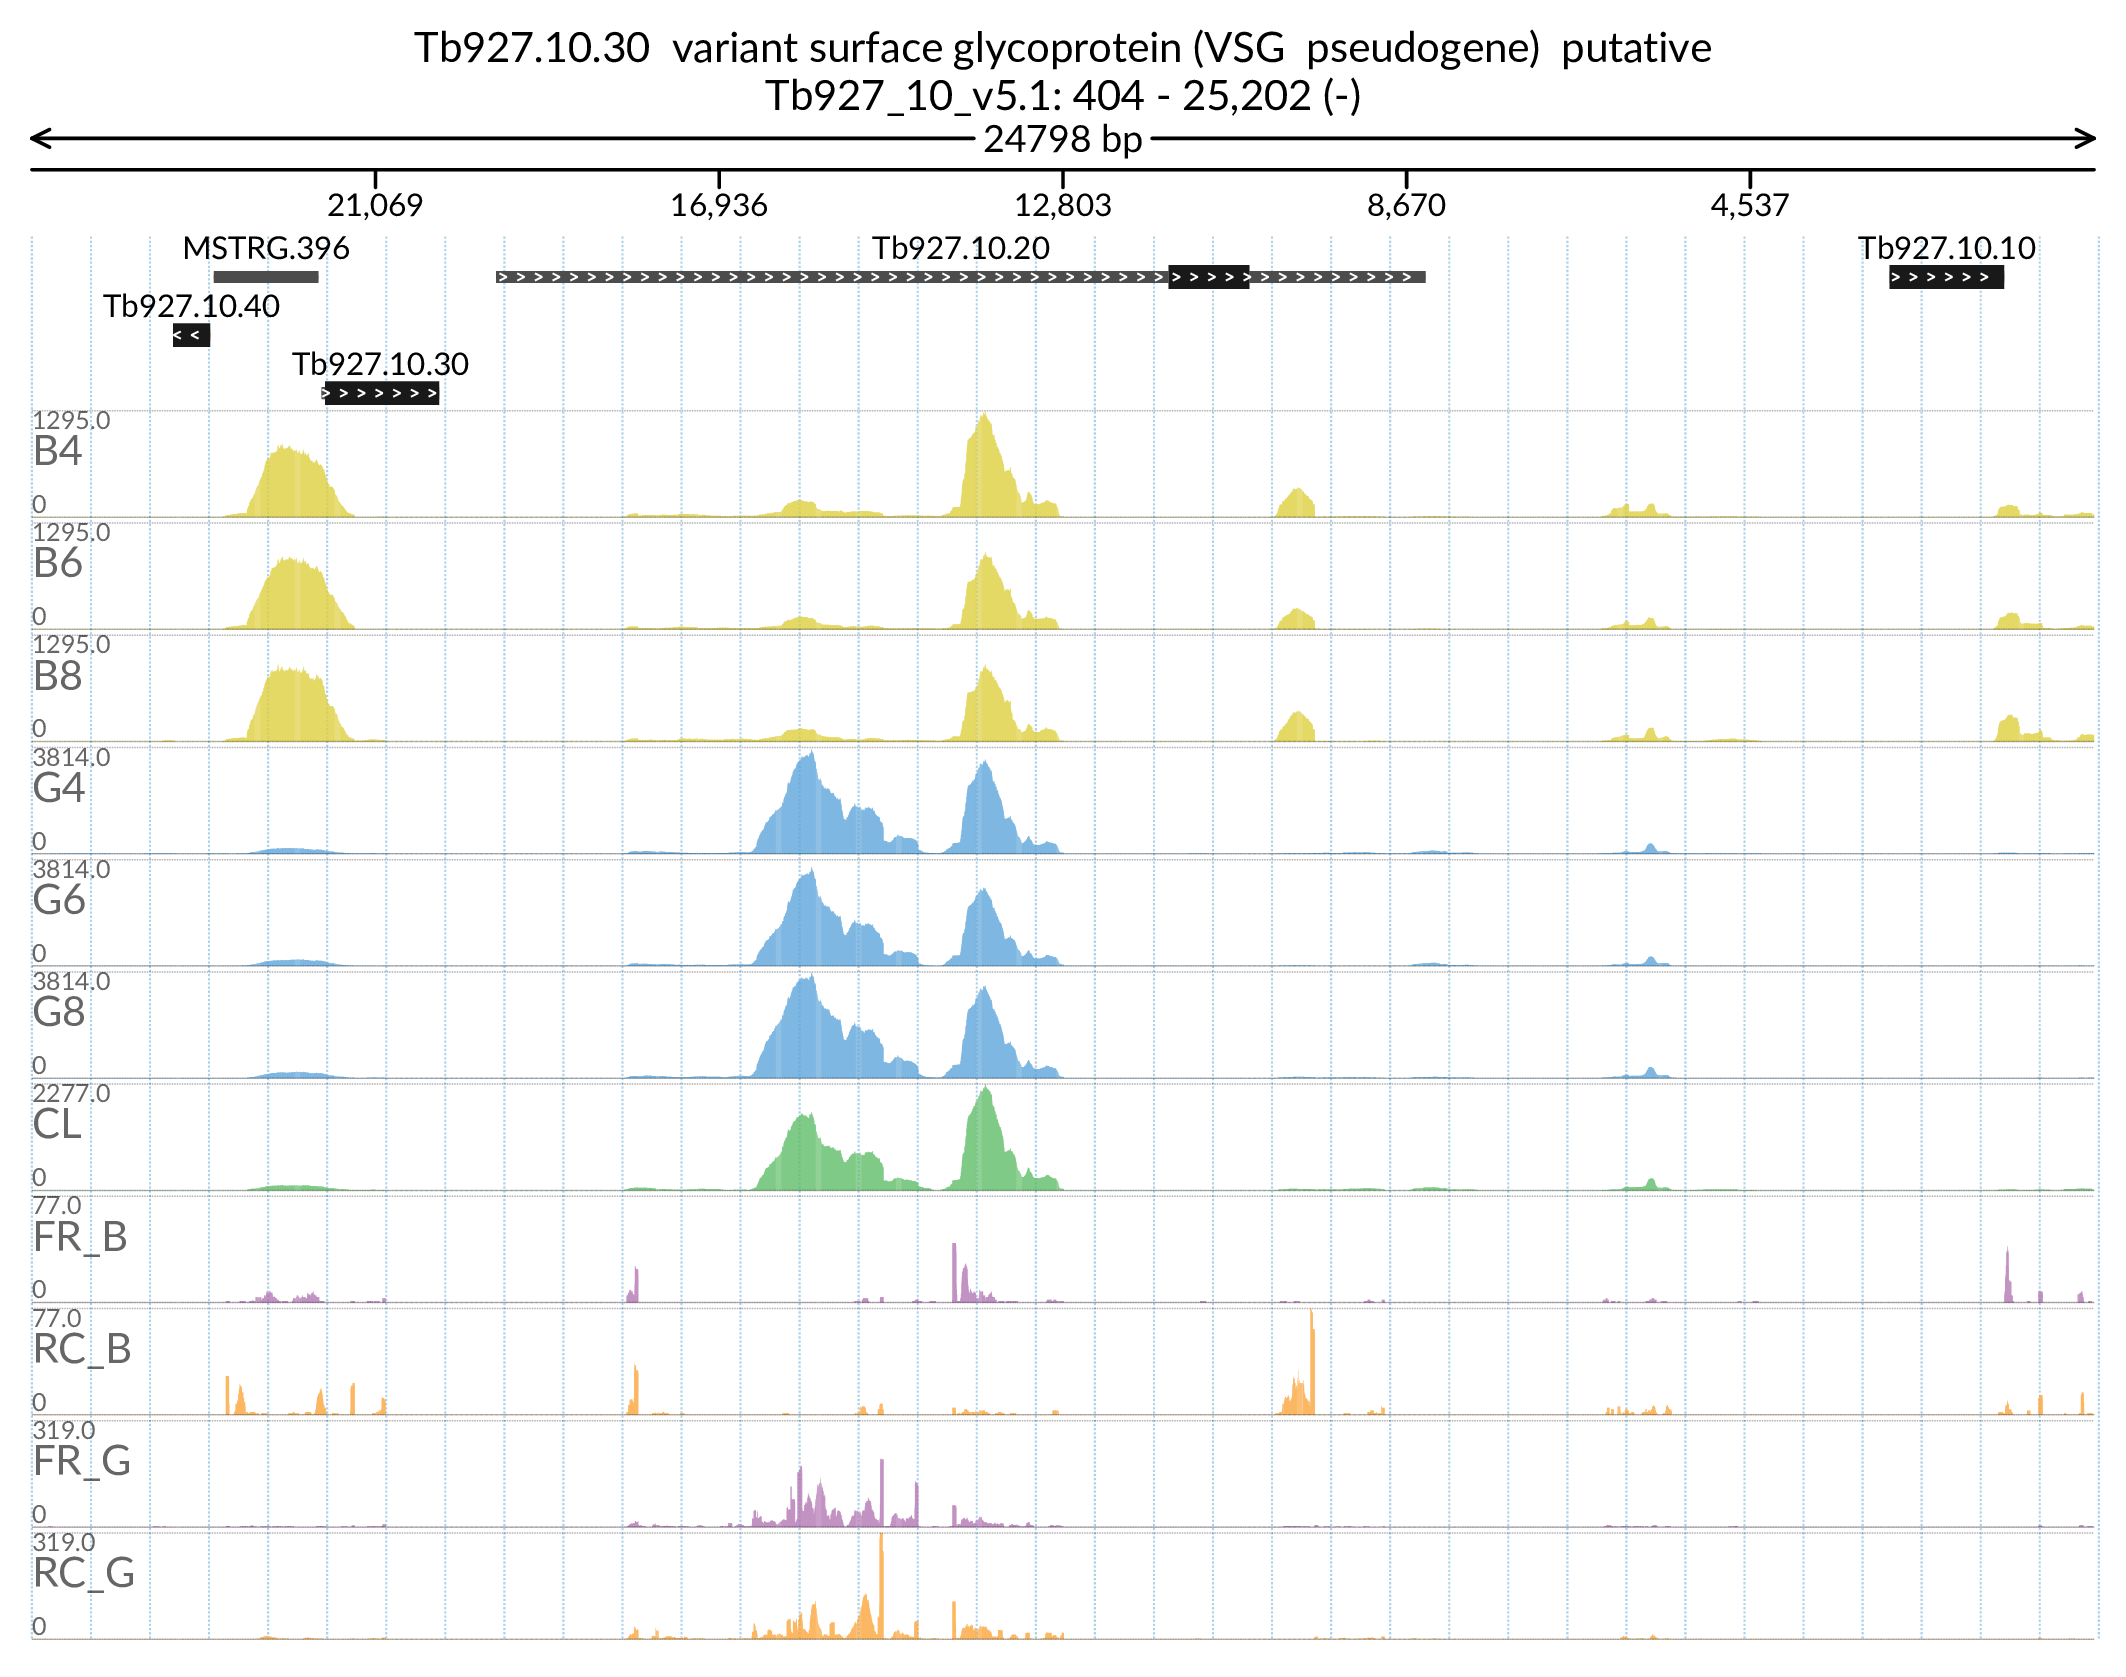 Tb927.10.30  variant surface glycoprotein (VSG  pseudogene)  putative
Tb927_10_v5.1: 404 - 25,202 (-)
24798 bp
21,069 16,936 12,803 8,670 4,537
MSTRG.396 Tb927.10.20 Tb927.10.10
Tb927.10.40
Tb927.10.30
1295.0
B4
0
1295.0
B6
0
1295.0
B8
0
3814.0
G4
0
3814.0
G6
0
3814.0
G8
0
2277.0
CL
0
77.0
FR_B
0
77.0
RC_B
0
319.0
FR_G
0
319.0
RC_G
0